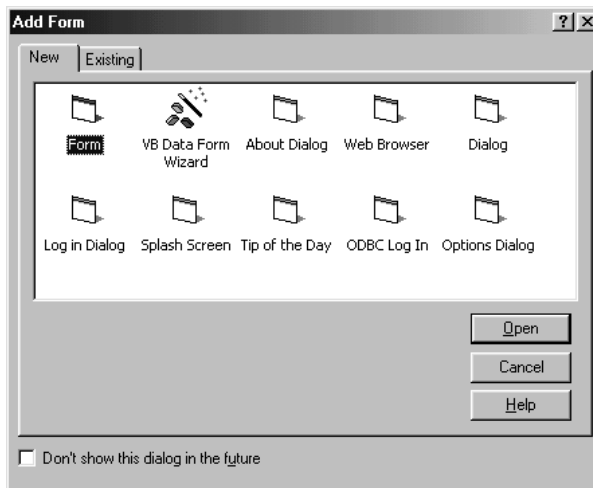 Add Form
New Existing
Form VB Data Form Wizard About Dialog Web Browser Dialog
Log in Dialog Splash Screen Tip of the Day ODBC Log In Options Dialog
Open
Cancel
Help
Don't show this dialog in the future